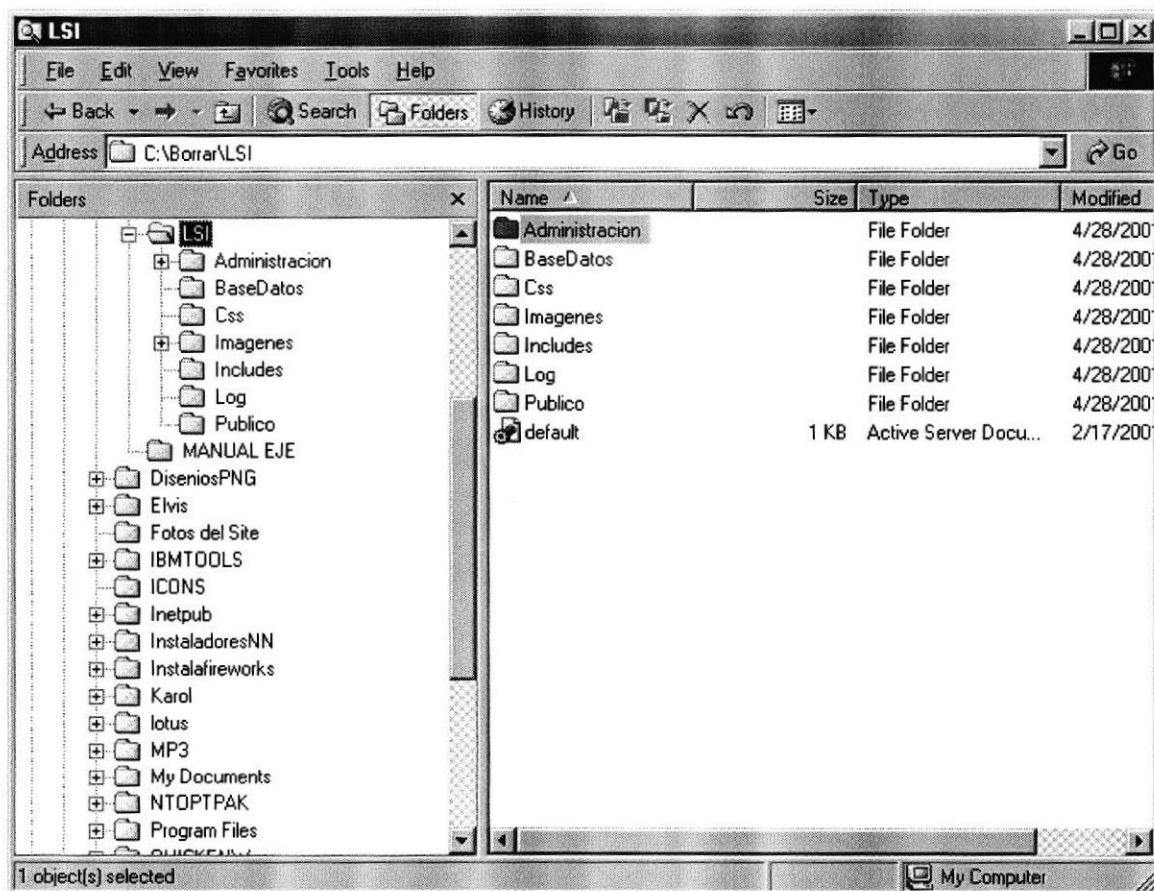 LSI
File Edit View Favorites Tools Help
Back Search Folders History
Address C:\Borrar\LSI Go
Folders
LSI
Administracion
BaseDatos
Css
Imagenes
Includes
Log
Publico
MANUAL EJE
DiseniosPNG
Elvis
Fotos del Site
IBMTOOLS
ICONS
Inetpub
InstaladoresNN
Instalafireworks
Karol
lotus
MP3
My Documents
NTOPTPAK
Program Files
Name Size Type Modified
Administracion File Folder 4/28/200
BaseDatos File Folder 4/28/200
Css File Folder 4/28/200
Imagenes File Folder 4/28/200
Includes File Folder 4/28/200
Log File Folder 4/28/200
Publico File Folder 4/28/200
default 1 KB Active Server Docu... 2/17/200
1 object(s) selected My Computer